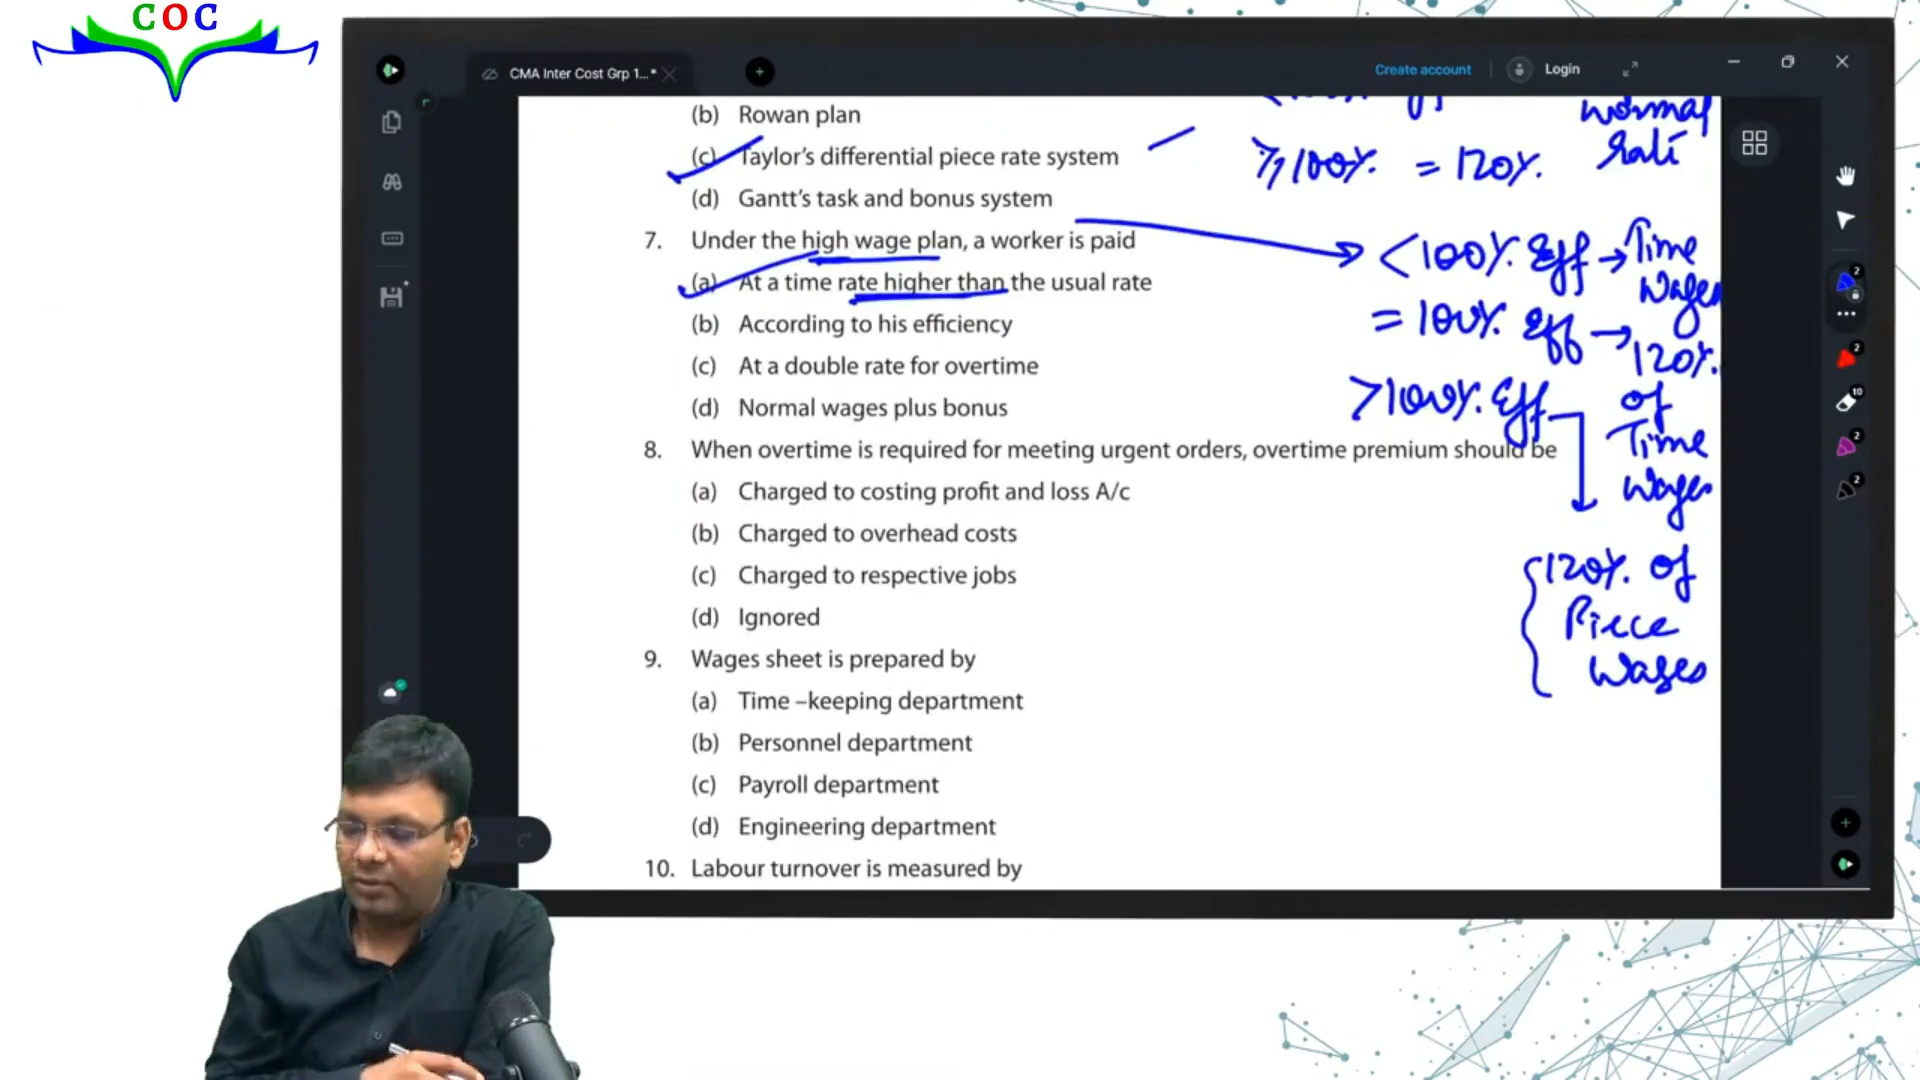 COC
CMA Inter Cost Grp 1...*
Create account
Login
(b) Rowan plan
(c) Taylor's differential piece rate system
(d) Gantt's task and bonus system
7. Under the high wage plan, a worker is paid
(a) At a time rate higher than the usual rate
(b) According to his efficiency
(c) At a double rate for overtime
(d) Normal wages plus bonus
8. When overtime is required for meeting urgent orders, overtime premium should be
(a) Charged to costing profit and loss A/c
(b) Charged to overhead costs
(c) Charged to respective jobs
(d) Ignored
9. Wages sheet is prepared by
(a) Time –keeping department
(b) Personnel department
(c) Payroll department
(d) Engineering department
10. Labour turnover is measured by
Normal
≥100% = 120%.
<100% Eff → Time
Wages
= 100% Eff → 120%.
of
Time
Wages
>100% Eff
120% of
Piece
Wages
2
2
10
2
2